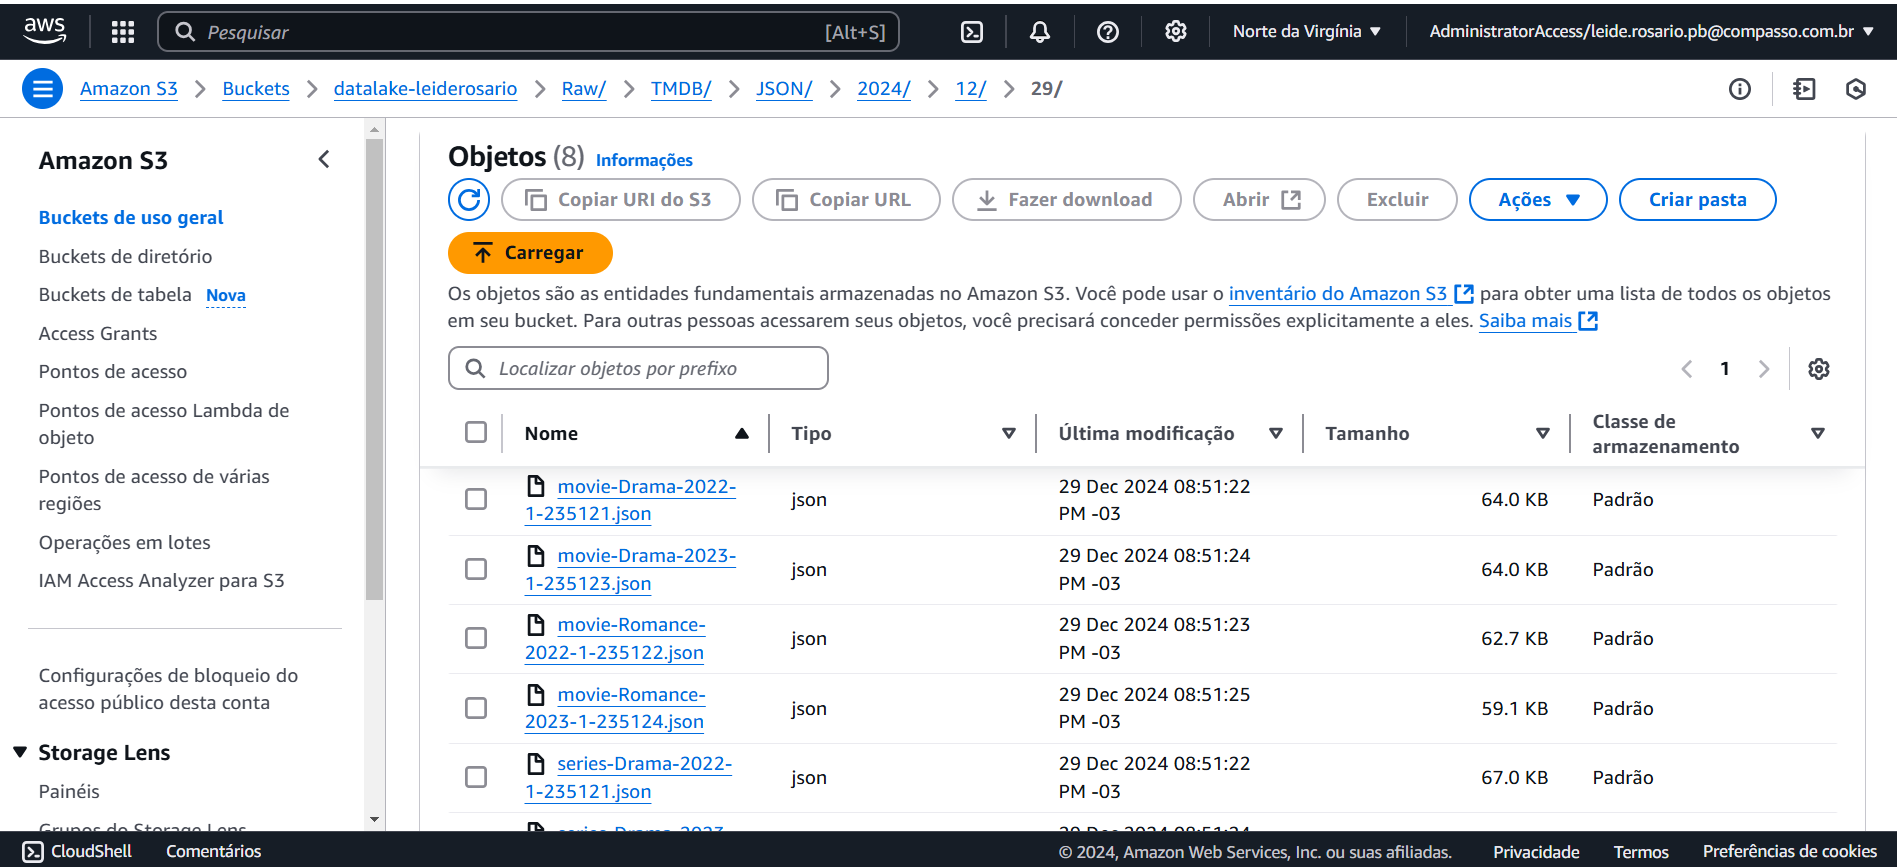 aws
Pesquisar
[Alt+S]
Norte da Virgínia
AdministratorAccess/leide.rosario.pb@compasso.com.br
Amazon S3
Buckets
datalake-leiderosario
Raw/
TMDB/
JSON/
2024/
12/
29/
Amazon S3
Buckets de uso geral
Buckets de diretório
Buckets de tabela Nova
Access Grants
Pontos de acesso
Pontos de acesso Lambda de
objeto
Pontos de acesso de várias
regiões
Operações em lotes
IAM Access Analyzer para S3
Configurações de bloqueio do
acesso público desta conta
Storage Lens
Painéis
Grupos do Storage Lens
Objetos (8) Informações
Copiar URI do S3
Copiar URL
Fazer download
Abrir
Excluir
Ações
Criar pasta
Carregar
Os objetos são as entidades fundamentais armazenadas no Amazon S3. Você pode usar o inventário do Amazon S3 para obter uma lista de todos os objetos
em seu bucket. Para outras pessoas acessarem seus objetos, você precisará conceder permissões explicitamente a eles. Saiba mais
Localizar objetos por prefixo
1
Nome
Tipo
Última modificação
Tamanho
Classe de
armazenamento
movie-Drama-2022-
1-235121.json
json
29 Dec 2024 08:51:22
PM -03
64.0 KB
Padrão
movie-Drama-2023-
1-235123.json
json
29 Dec 2024 08:51:24
PM -03
64.0 KB
Padrão
movie-Romance-
2022-1-235122.json
json
29 Dec 2024 08:51:23
PM -03
62.7 KB
Padrão
movie-Romance-
2023-1-235124.json
json
29 Dec 2024 08:51:25
PM -03
59.1 KB
Padrão
series-Drama-2022-
1-235121.json
json
29 Dec 2024 08:51:22
PM -03
67.0 KB
Padrão
series-Drama-2023-
29 Dec 2024 08:51:24
CloudShell
Comentários
© 2024, Amazon Web Services, Inc. ou suas afiliadas.
Privacidade
Termos
Preferências de cookies